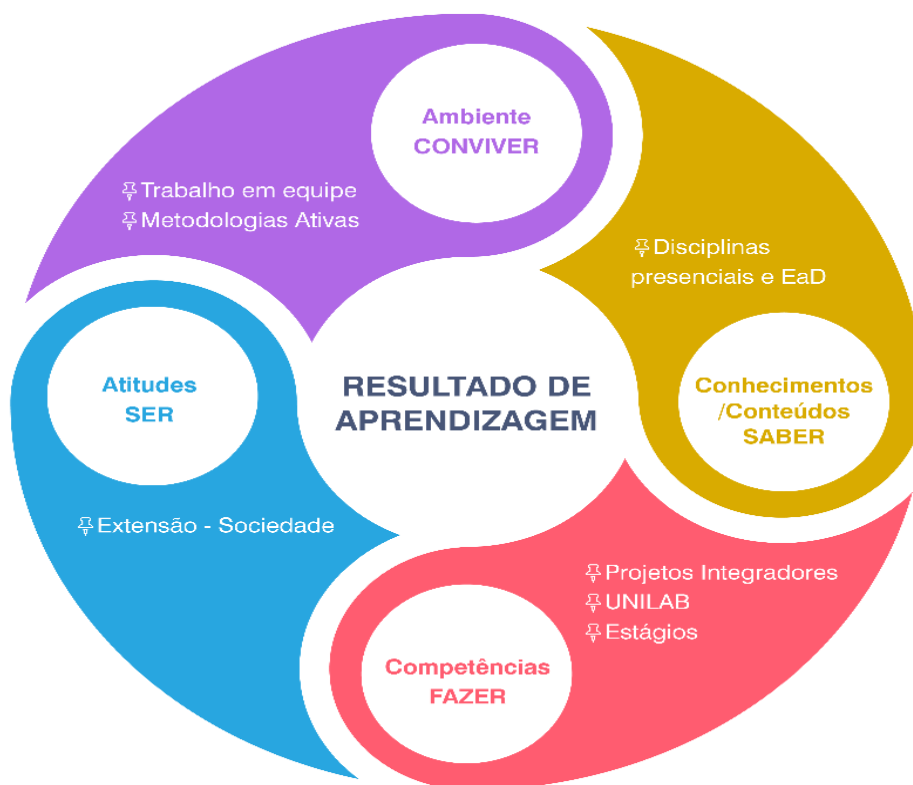 Ambiente
CONVIVER
Trabalho em equipe
Metodologias Ativas
Disciplinas
presenciais e EaD
Atitudes
SER
RESULTADO DE
APRENDIZAGEM
Conhecimentos
/Conteúdos
SABER
Extensão - Sociedade
Projetos Integradores
UNILAB
Estágios
Competências
FAZER